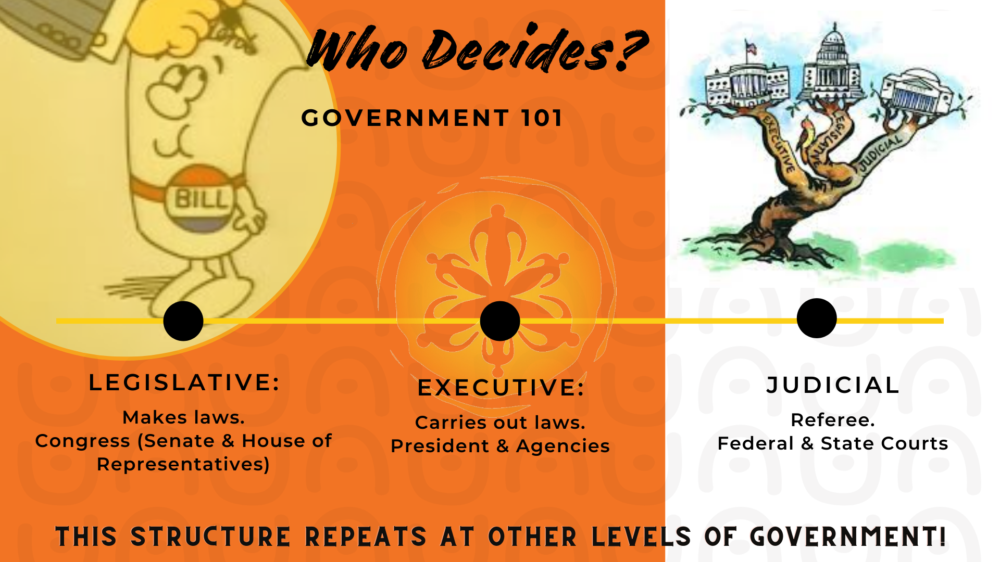 Who Decides?
GOVERNMENT 101
BILL
EXECUTIVE
LEGISLATIVE
JUDICIAL
LEGISLATIVE:
Makes laws.
Congress (Senate & House of
Representatives)
EXECUTIVE:
Carries out laws.
President & Agencies
JUDICIAL
Referee.
Federal & State Courts
THIS STRUCTURE REPEATS AT OTHER LEVELS OF GOVERNMENT!